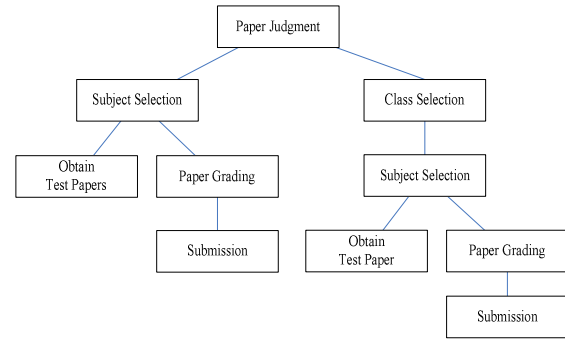 Paper Judgment
Subject Selection
Class Selection
Obtain
Test Papers
Paper Grading
Subject Selection
Submission
Obtain
Test Paper
Paper Grading
Submission